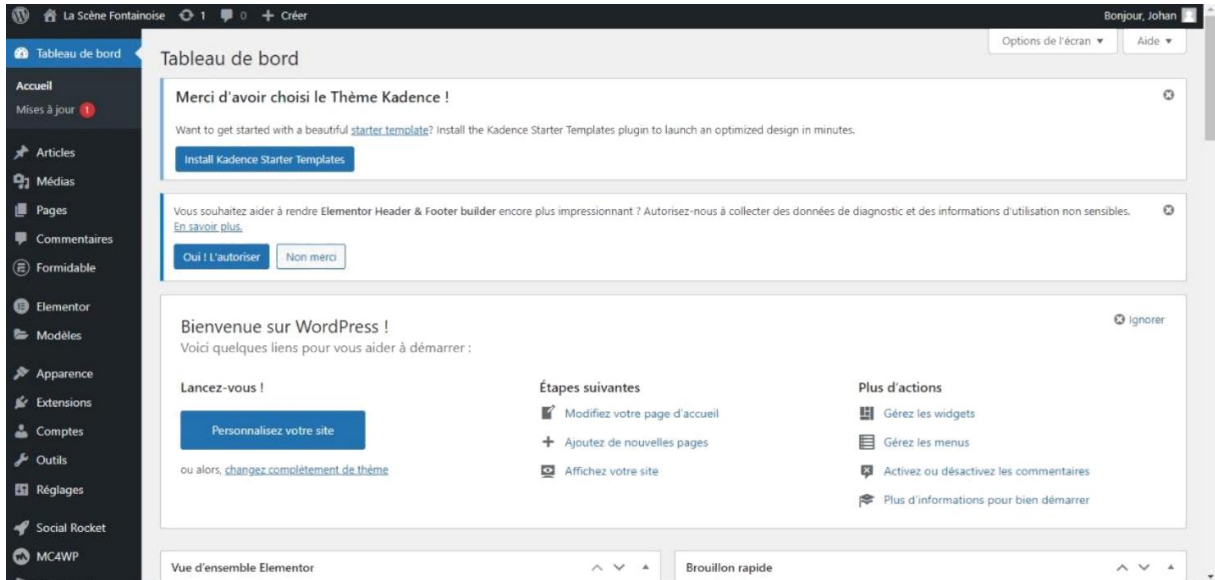 La Scène Fontainoise 1 0 + Créer Bonjour, Johan
Options de l'écran ▼ Aide ▼
Tableau de bord
Accueil
Mises à jour 1
Articles
Médias
Pages
Commentaires
Formidable
Elementor
Modèles
Apparence
Extensions
Comptes
Outils
Réglages
Social Rocket
MC4WP
Tableau de bord
Merci d'avoir choisi le Thème Kadence !
Want to get started with a beautiful starter template? Install the Kadence Starter Templates plugin to launch an optimized design in minutes.
Install Kadence Starter Templates
Vous souhaitez aider à rendre Elementor Header & Footer builder encore plus impressionnant ? Autorisez-nous à collecter des données de diagnostic et des informations d'utilisation non sensibles.
En savoir plus.
Oui ! L'autoriser Non merci
Bienvenue sur WordPress !
Ignorer
Voici quelques liens pour vous aider à démarrer :
Lancez-vous !
Personnalisez votre site
ou alors, changez complètement de thème
Étapes suivantes
Modifiez votre page d'accueil
Ajoutez de nouvelles pages
Affichez votre site
Plus d'actions
Gérez les widgets
Gérez les menus
Activez ou désactivez les commentaires
Plus d'informations pour bien démarrer
Vue d'ensemble Elementor
Brouillon rapide